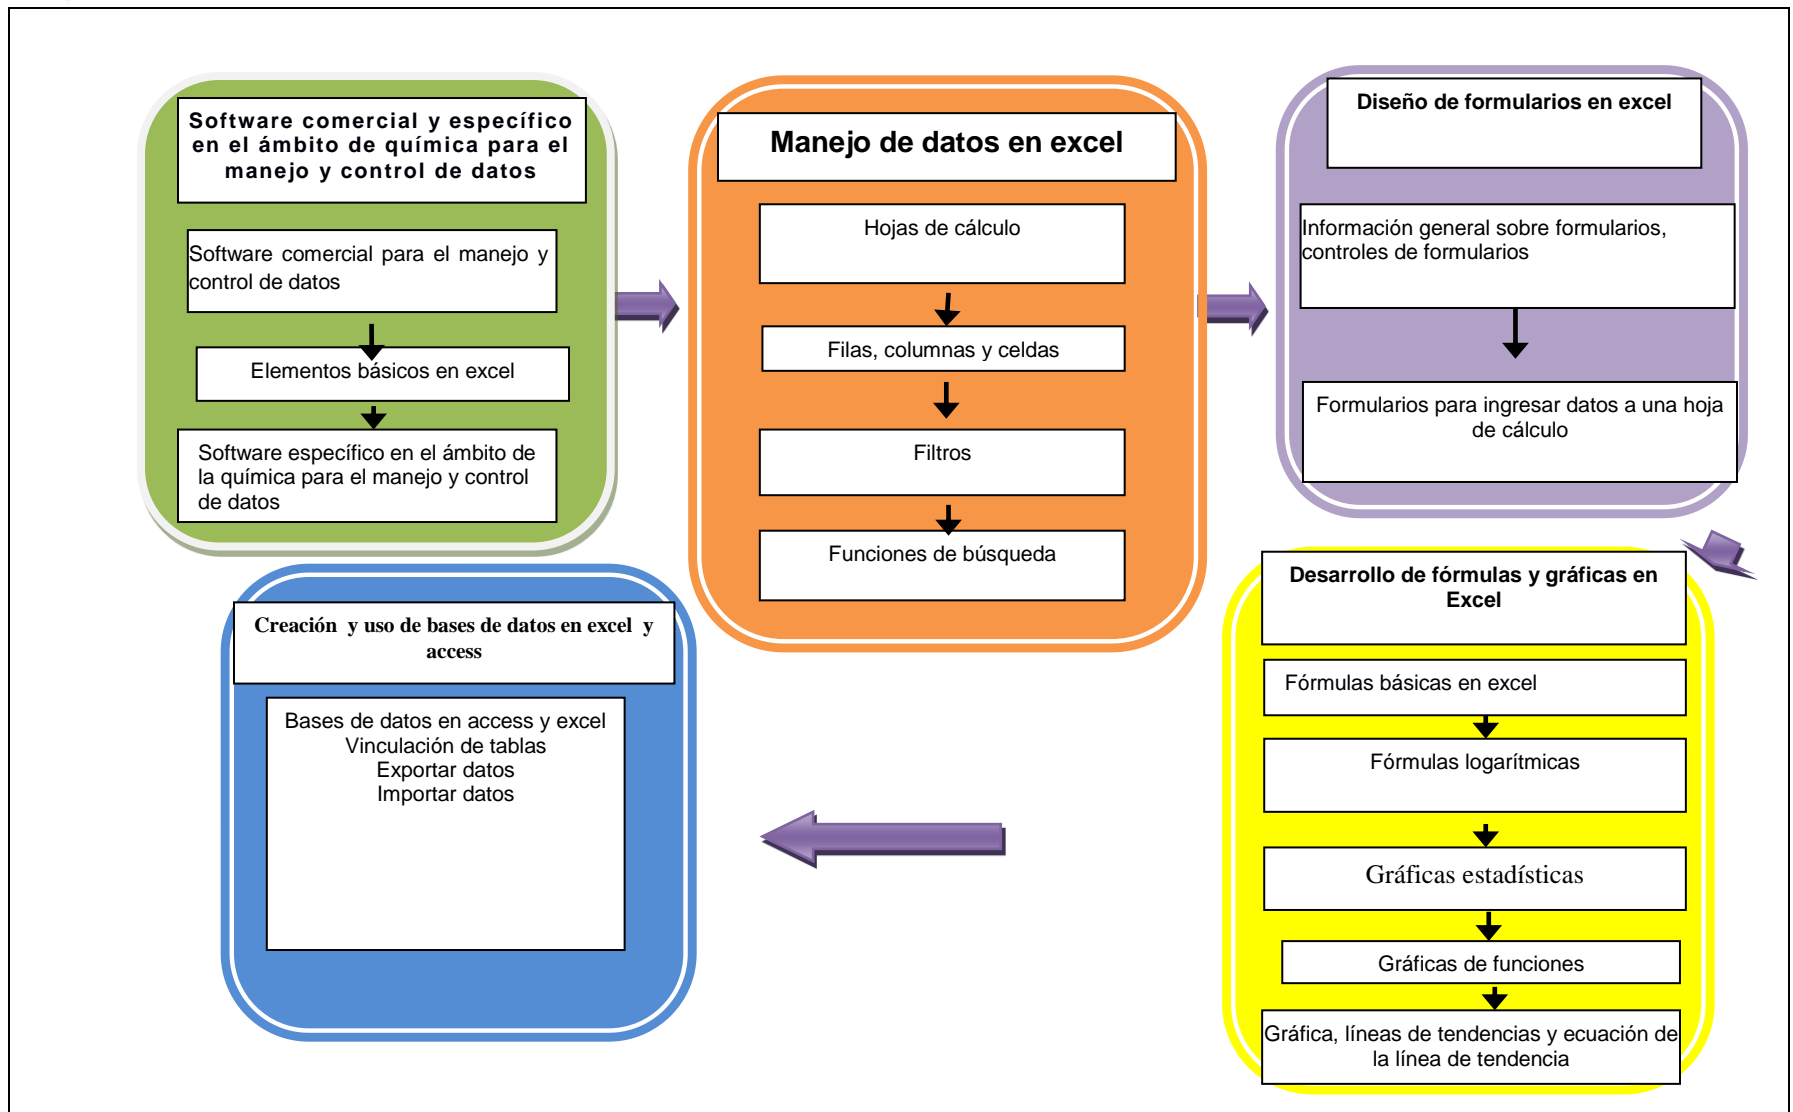 Software comercial y específico
en el ámbito de química para el
manejo y control de datos
Software comercial para el manejo y
control de datos
Elementos básicos en excel
Software específico en el ámbito de
la química para el manejo y control
de datos
Manejo de datos en excel
Hojas de cálculo
Filas, columnas y celdas
Filtros
Funciones de búsqueda
Diseño de formularios en excel
Información general sobre formularios,
controles de formularios
Formularios para ingresar datos a una hoja
de cálculo
Desarrollo de fórmulas y gráficas en
Excel
Fórmulas básicas en excel
Fórmulas logarítmicas
Gráficas estadísticas
Gráficas de funciones
Gráfica, líneas de tendencias y ecuación de
la línea de tendencia
Creación y uso de bases de datos en excel y
access
Bases de datos en access y excel
Vinculación de tablas
Exportar datos
Importar datos